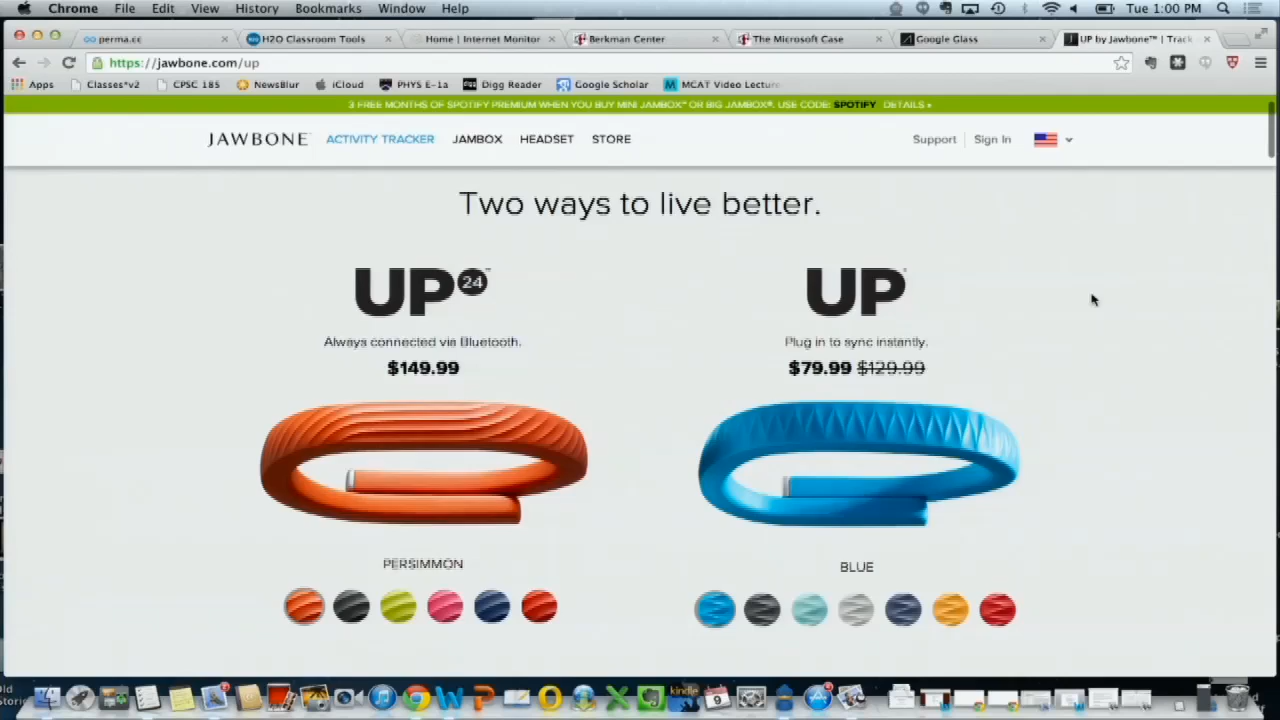 Chrome File Edit View History Bookmarks Window Help Tue 1:00 PM
perma.cc H2O Classroom Tools Home | Internet Monitor Berkman Center The Microsoft Case Google Glass UP by Jawbone™ | Track
https://jawbone.com/up
Apps Classes*v2 CPSC 185 NewsBlur iCloud PHYS E-1a Digg Reader Google Scholar MCAT Video Lecture
3 FREE MONTHS OF SPOTIFY PREMIUM WHEN YOU BUY MINI JAMBOX® OR BIG JAMBOX®. USE CODE: SPOTIFY DETAILS
JAWBONE ACTIVITY TRACKER JAMBOX HEADSET STORE Support Sign In
Two ways to live better.
UP24™ UP®
Always connected via Bluetooth. Plug in to sync instantly.
$149.99 $79.99 $129.99
PERSIMMON BLUE
kindle 9